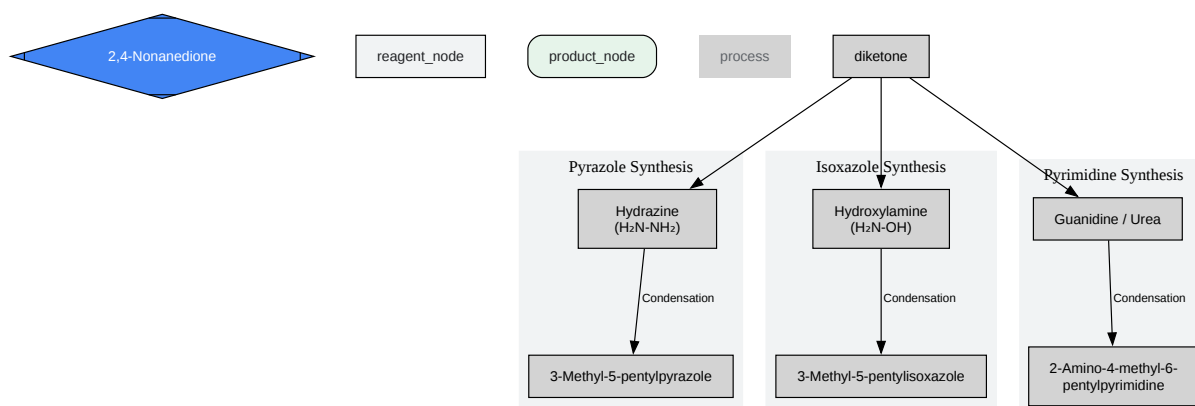 2,4-Nonanedione
reagent_node
product_node
process
diketone
Pyrazole Synthesis
Isoxazole Synthesis
Pyrimidine Synthesis
Hydrazine
(H₂N-NH₂)
Hydroxylamine
(H₂N-OH)
Guanidine / Urea
Condensation
Condensation
Condensation
3-Methyl-5-pentylpyrazole
3-Methyl-5-pentylisoxazole
2-Amino-4-methyl-6-
pentylpyrimidine